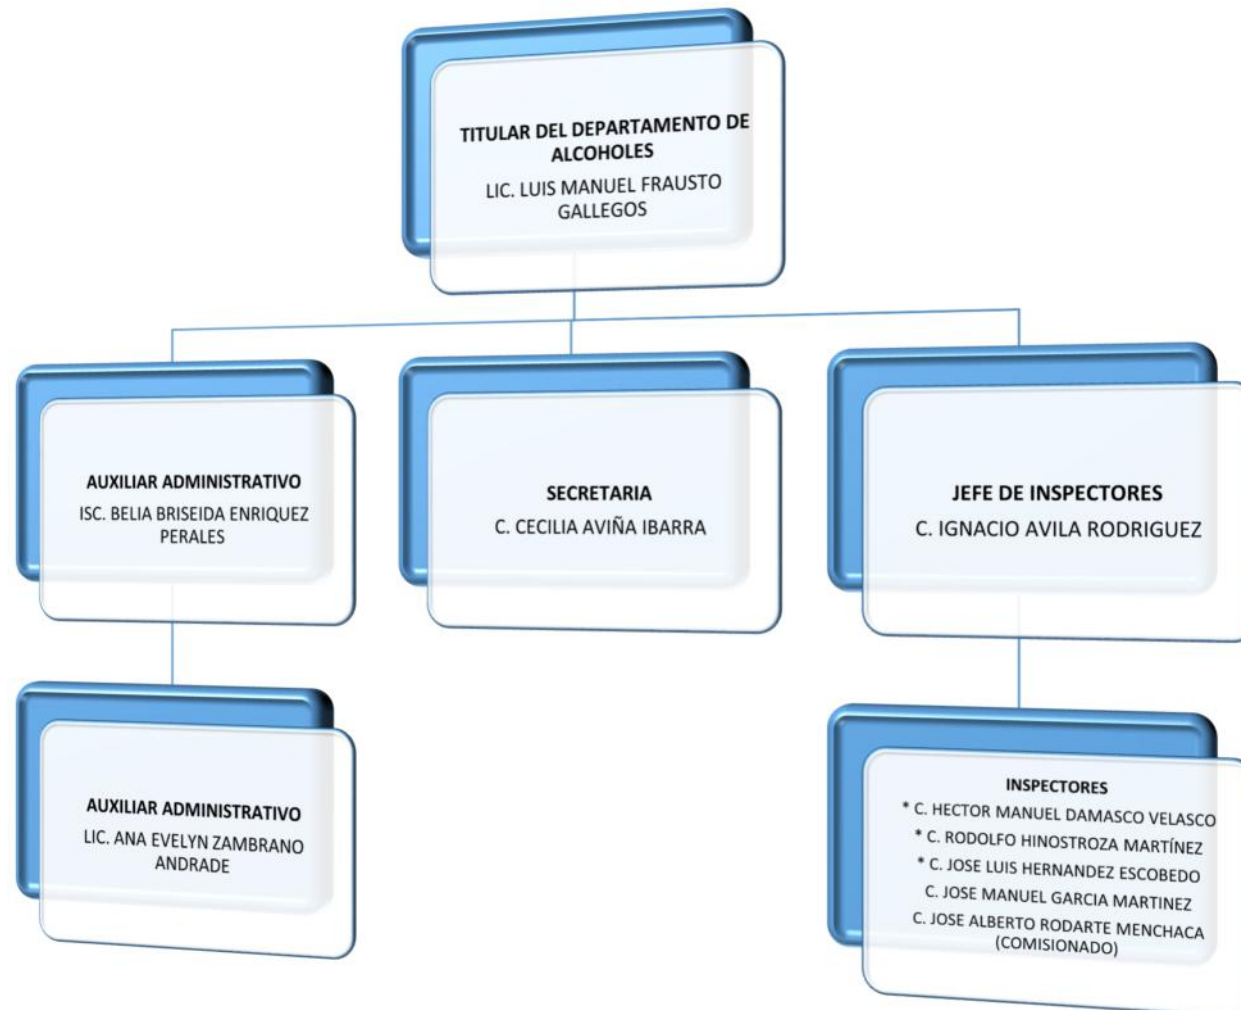 TITULAR DEL DEPARTAMENTO DE
ALCOHOLES
LIC. LUIS MANUEL FRAUSTO
GALLEGOS
AUXILIAR ADMINISTRATIVO
ISC. BELIA BRISEIDA ENRIQUEZ
PERALES
SECRETARIA
C. CECILIA AVIÑA IBARRA
JEFE DE INSPECTORES
C. IGNACIO AVILA RODRIGUEZ
AUXILIAR ADMINISTRATIVO
LIC. ANA EVELYN ZAMBRANO
ANDRADE
INSPECTORES
* C. HECTOR MANUEL DAMASCO VELASCO
* C. RODOLFO HINOSTROZA MARTÍNEZ
* C. JOSE LUIS HERNANDEZ ESCOBEDO
C. JOSE MANUEL GARCIA MARTINEZ
C. JOSE ALBERTO RODARTE MENCHACA
(COMISIONADO)